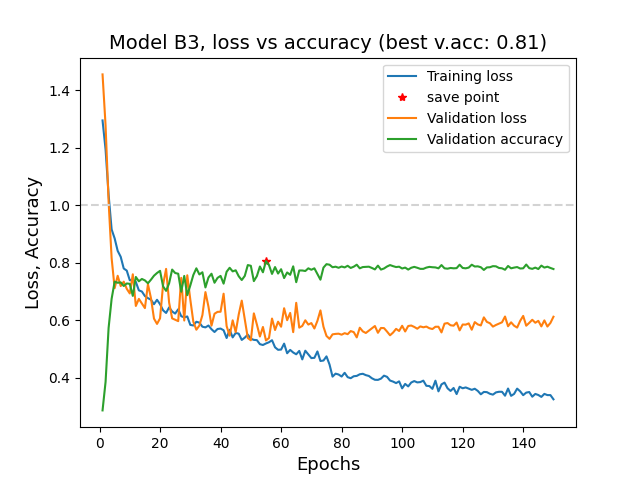 Model B3, loss vs accuracy (best v.acc: 0.81)
Training loss
save point
Validation loss
Validation accuracy
Loss, Accuracy
1.4
1.2
1.0
0.8
0.6
0.4
0 20 40 60 80 100 120 140
Epochs